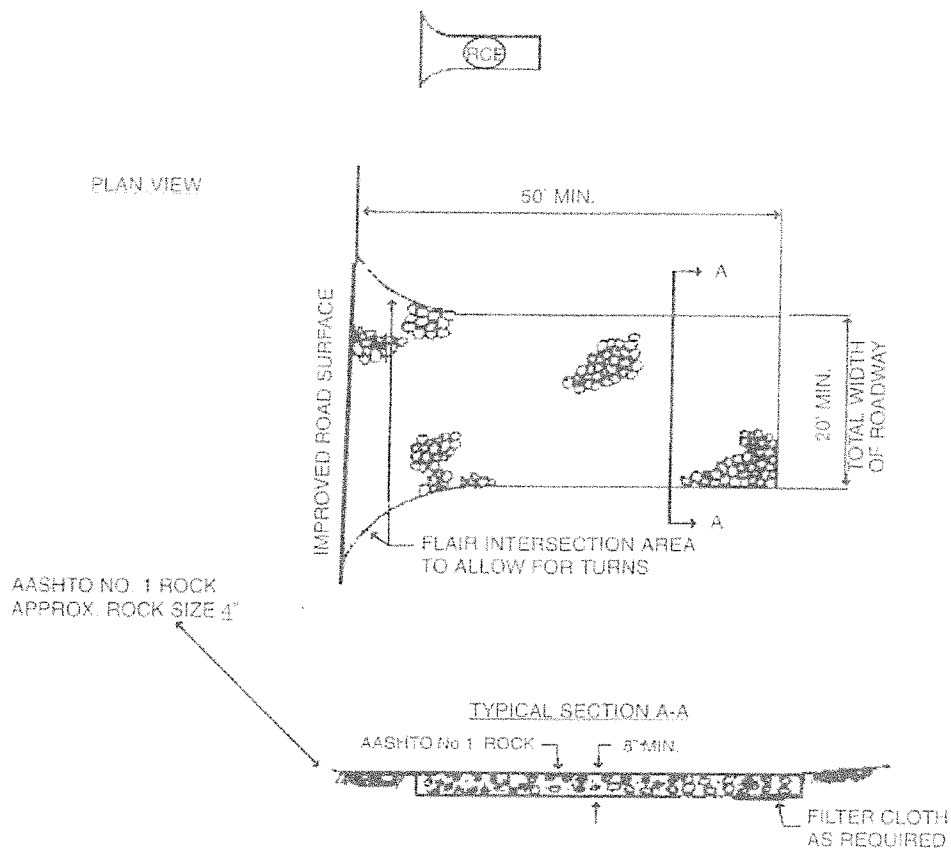 RCE
PLAN VIEW
50' MIN.
A
IMPROVED ROAD SURFACE
20' MIN.
TOTAL WIDTH
OF ROADWAY
A
FLAIR INTERSECTION AREA
TO ALLOW FOR TURNS
AASHTO NO. 1 ROCK
APPROX. ROCK SIZE 4"
TYPICAL SECTION A-A
AASHTO No 1 ROCK
8" MIN.
FILTER CLOTH
AS REQUIRED